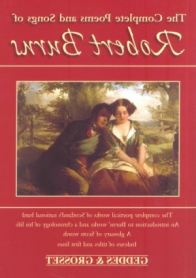 The Complete Poems and Songs of
Robert Burns
The complete poetical works of Scotland's national bard
An introduction to Burns' works and a chronology of his life
A glossary of Scots words
Indexes of titles and first lines
GEDDES & GROSSET